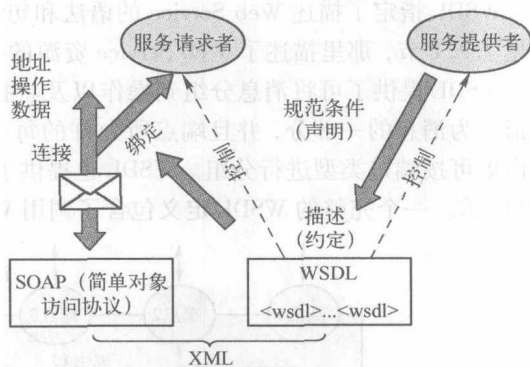 服务请求者
服务提供者
地址
操作
数据
连接
绑定
规范条件
（声明）
控制
控制
描述
（约定）
SOAP（简单对象
访问协议）
WSDL
<wsdl>...<wsdl>
XML